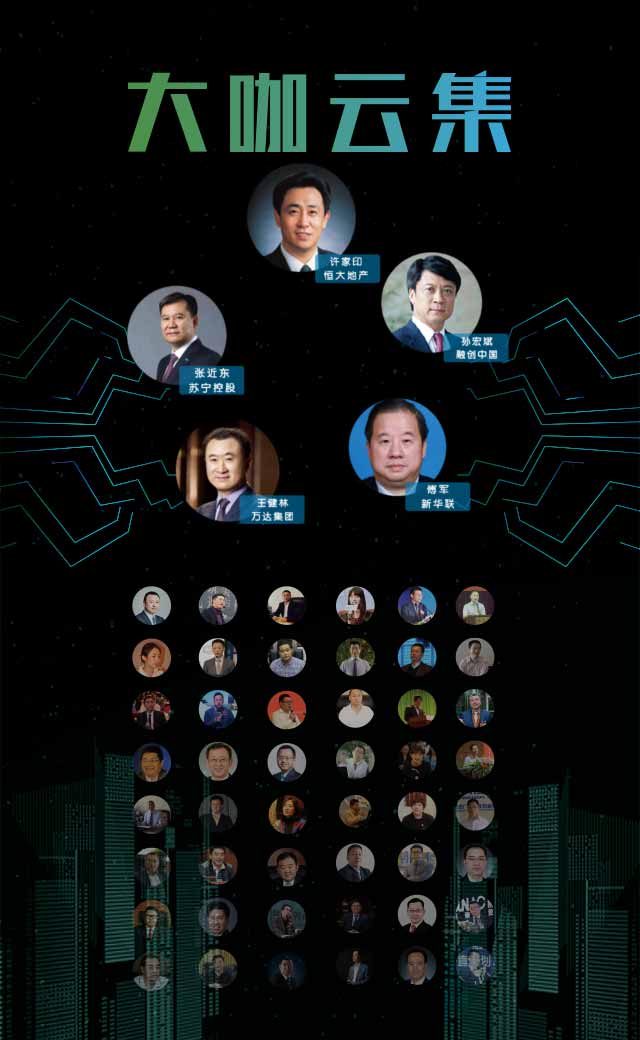 大咖云集
许家印
恒大地产
孙宏斌
融创中国
张近东
苏宁控股
傅军
新华联
王健林
万达集团